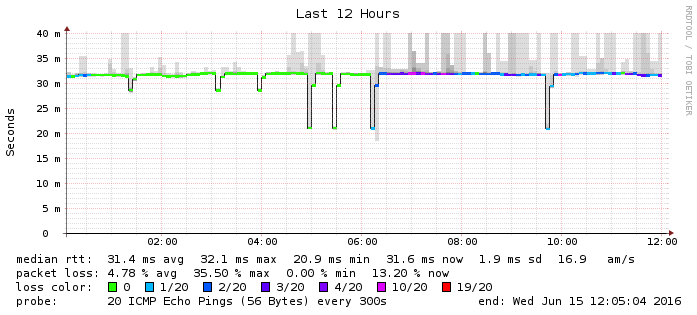 Last 12 Hours
RRDTOOL / TOBI OETIKER
Seconds
40 m
35 m
30 m
25 m
20 m
15 m
10 m
5 m
0
02:00 04:00 06:00 08:00 10:00 12:00
median rtt: 31.4 ms avg 32.1 ms max 20.9 ms min 31.6 ms now 1.9 ms sd 16.9 am/s
packet loss: 4.78 % avg 35.50 % max 0.00 % min 13.20 % now
loss color: 0 1/20 2/20 3/20 4/20 10/20 19/20
probe: 20 ICMP Echo Pings (56 Bytes) every 300s end: Wed Jun 15 12:05:04 2016